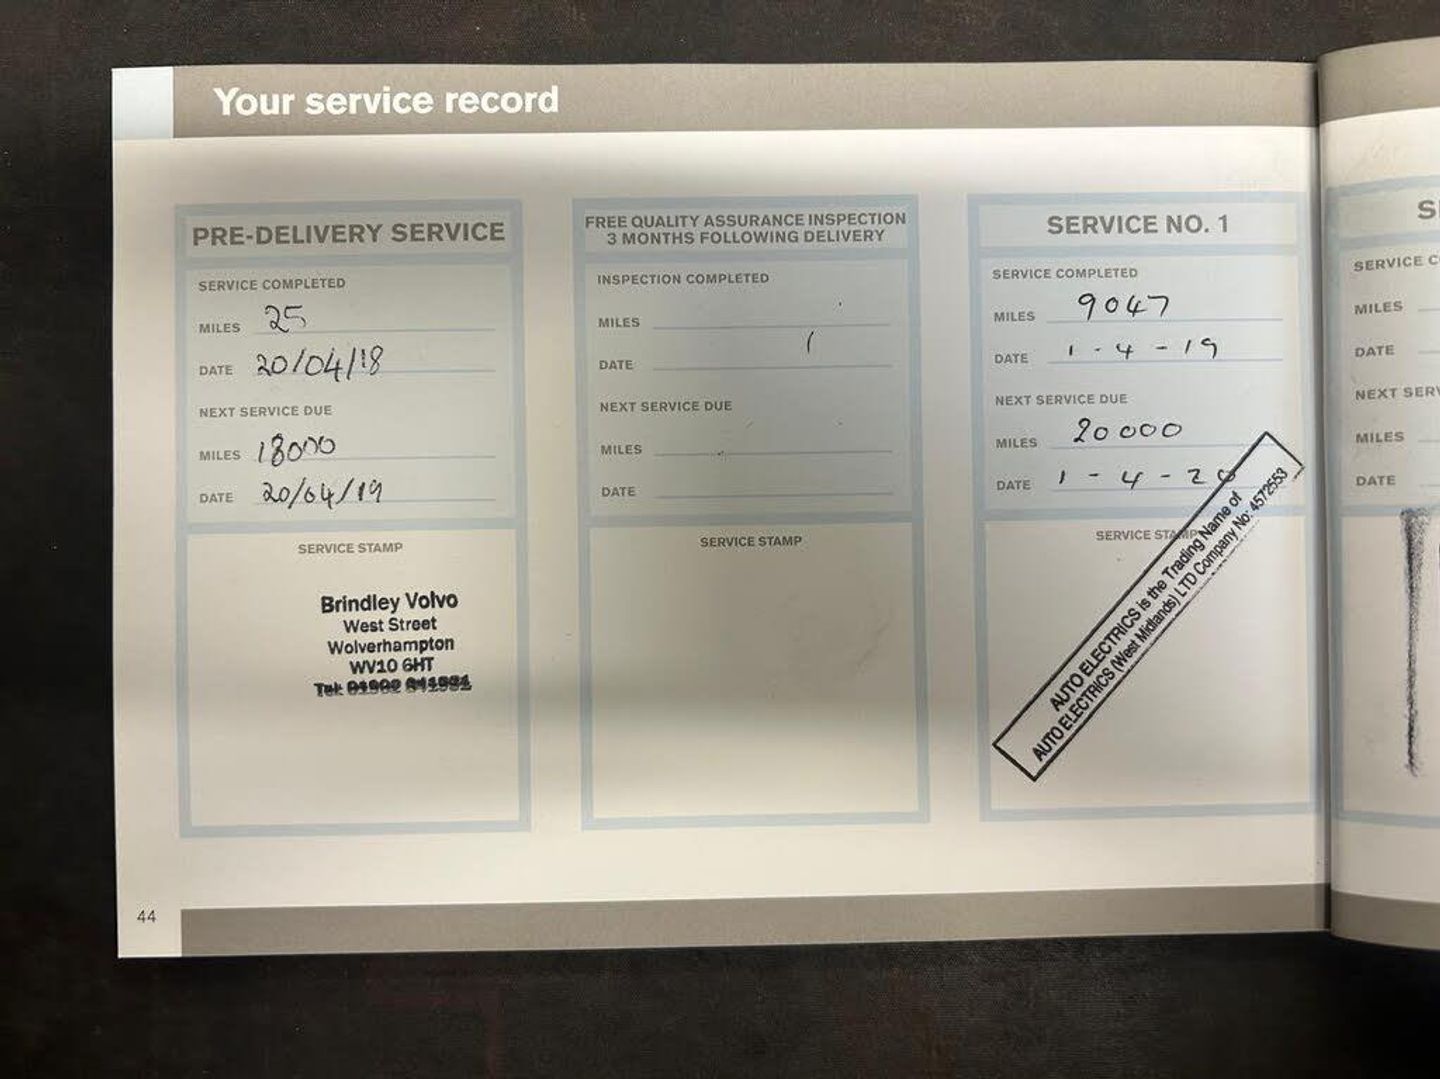 Your service record
PRE-DELIVERY SERVICE
SERVICE COMPLETED
MILES 25
DATE 20/04/18
NEXT SERVICE DUE
MILES 18000
DATE 20/04/19
SERVICE STAMP
Brindley Volvo
West Street
Wolverhampton
WV10 6HT
Tel: 01902
FREE QUALITY ASSURANCE INSPECTION
3 MONTHS FOLLOWING DELIVERY
INSPECTION COMPLETED
MILES
DATE
NEXT SERVICE DUE
MILES
DATE
SERVICE STAMP
SERVICE NO. 1
SERVICE COMPLETED
MILES 9047
DATE 1-4-19
NEXT SERVICE DUE
MILES 20000
DATE 1-4-20
SERVICE STAMP
AUTO ELECTRICS is the Trading Name of
AUTO ELECTRICS (West Midlands) LTD Company No: 4572553
SERVICE
MILES
DATE
NEXT
MILES
DATE
44